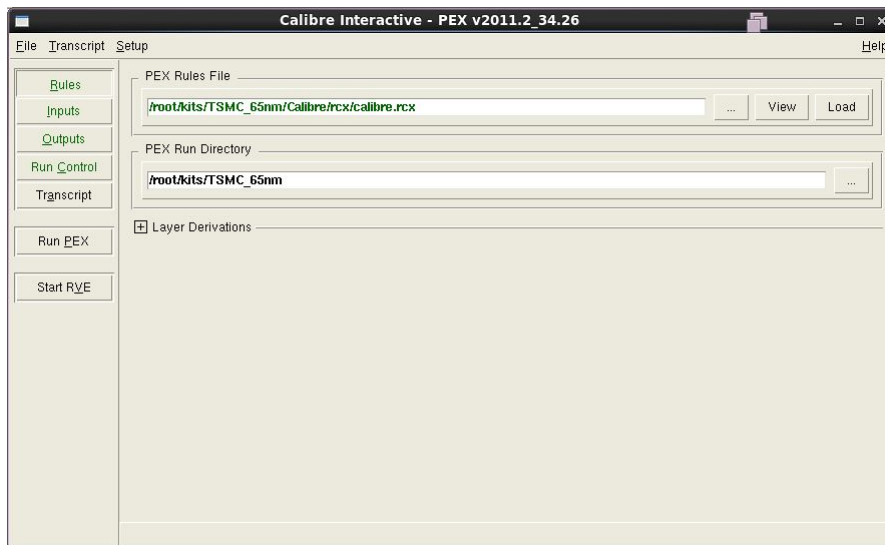 Calibre Interactive - PEX v2011.2_34.26
File Transcript Setup Help
Rules
Inputs
Outputs
Run Control
Transcript
Run PEX
Start RVE
PEX Rules File
/root/kits/TSMC_65nm/Calibre/rcx/calibre.rcx ... View Load
PEX Run Directory
/root/kits/TSMC_65nm ...
Layer Derivations